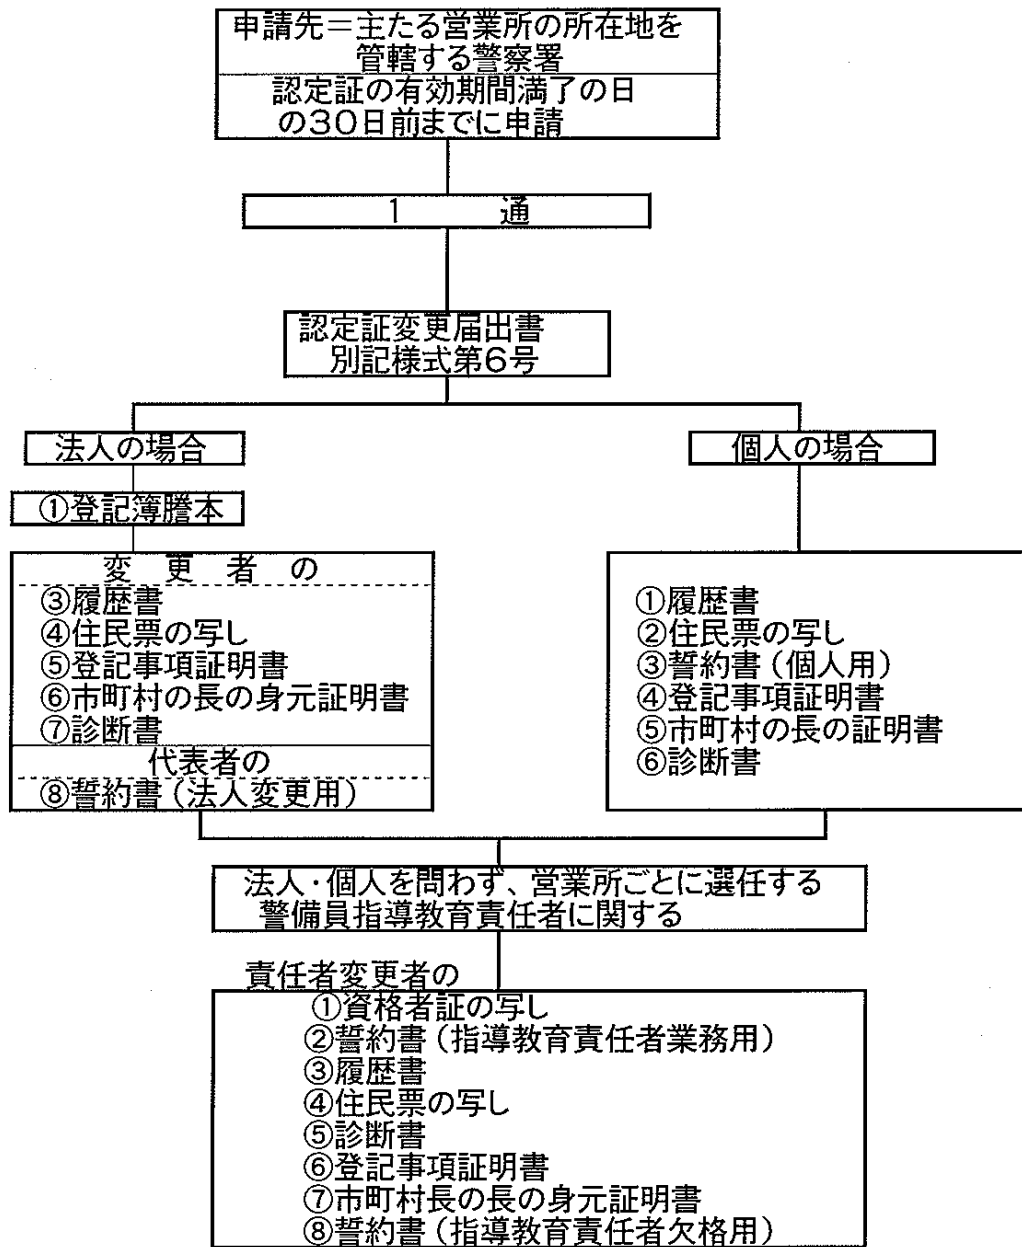 申請先＝主たる営業所の所在地を
管轄する警察署
認定証の有効期間満了の日
の30日前までに申請
1 通
認定証変更届出書
別記様式第6号
法人の場合
①登記簿謄本
変 更 者 の
③履歴書
④住民票の写し
⑤登記事項証明書
⑥市町村の長の身元証明書
⑦診断書
代表者の
⑧誓約書（法人変更用）
個人の場合
①履歴書
②住民票の写し
③誓約書（個人用）
④登記事項証明書
⑤市町村の長の証明書
⑥診断書
法人・個人を問わず、営業所ごとに選任する
警備員指導教育責任者に関する
責任者変更者の
①資格者証の写し
②誓約書（指導教育責任者業務用）
③履歴書
④住民票の写し
⑤診断書
⑥登記事項証明書
⑦市町村長の長の身元証明書
⑧誓約書（指導教育責任者欠格用）